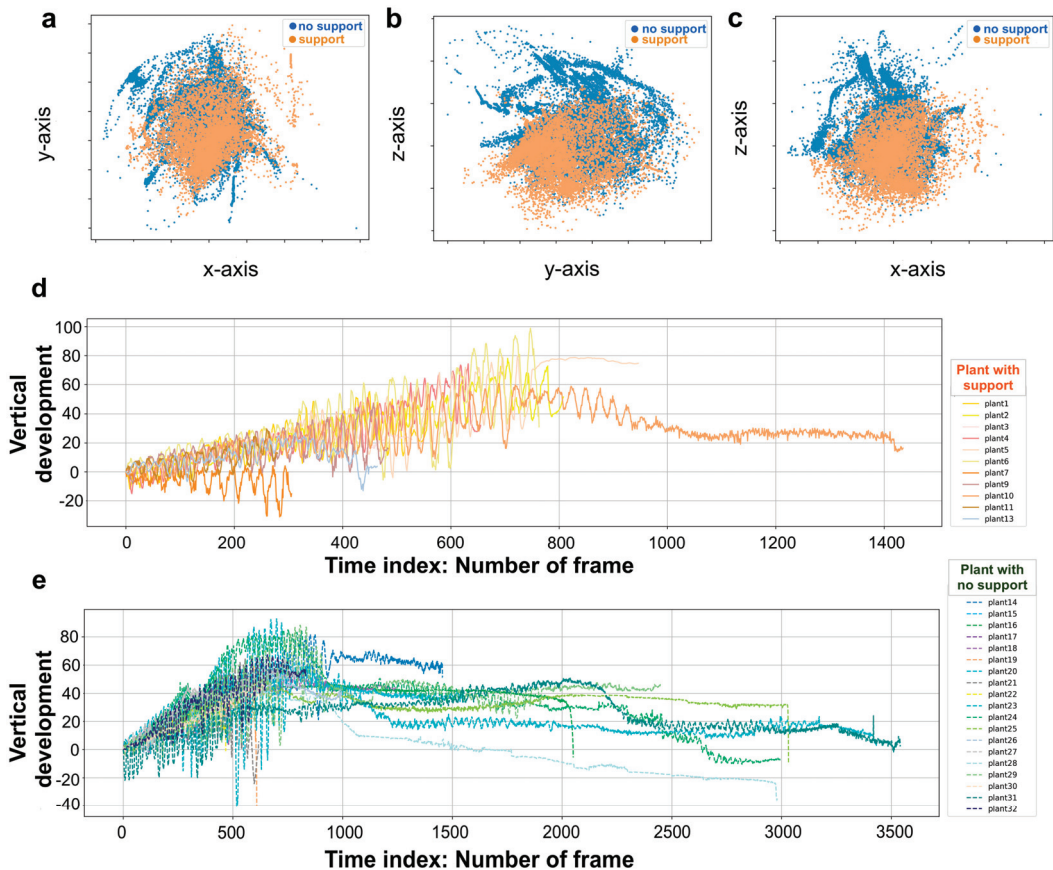 a
no support
support
y-axis
x-axis
b
no support
support
z-axis
y-axis
c
no support
support
z-axis
x-axis
d
Vertical
development
100
80
60
40
20
0
-20
0 200 400 600 800 1000 1200 1400
Time index: Number of frame
Plant with
support
plant1
plant2
plant3
plant4
plant5
plant6
plant7
plant9
plant10
plant11
plant13
e
Vertical
development
80
60
40
20
0
-20
-40
0 500 1000 1500 2000 2500 3000 3500
Time index: Number of frame
Plant with
no support
plant14
plant15
plant16
plant17
plant18
plant19
plant20
plant21
plant22
plant23
plant24
plant25
plant26
plant27
plant28
plant29
plant30
plant31
plant32